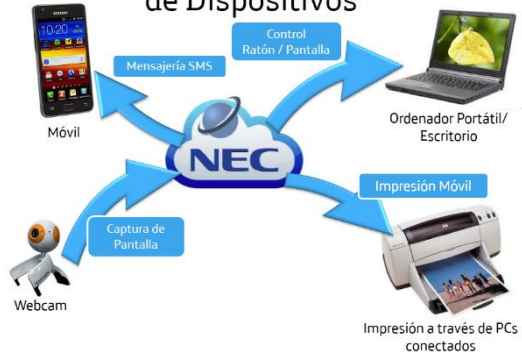 de Dispositivos
Control
Ratón / Pantalla
Mensajería SMS
Móvil
Ordenador Portátil/
Escritorio
NEC
Impresión Móvil
Captura de
Pantalla
Webcam
Impresión a través de PCs
conectados